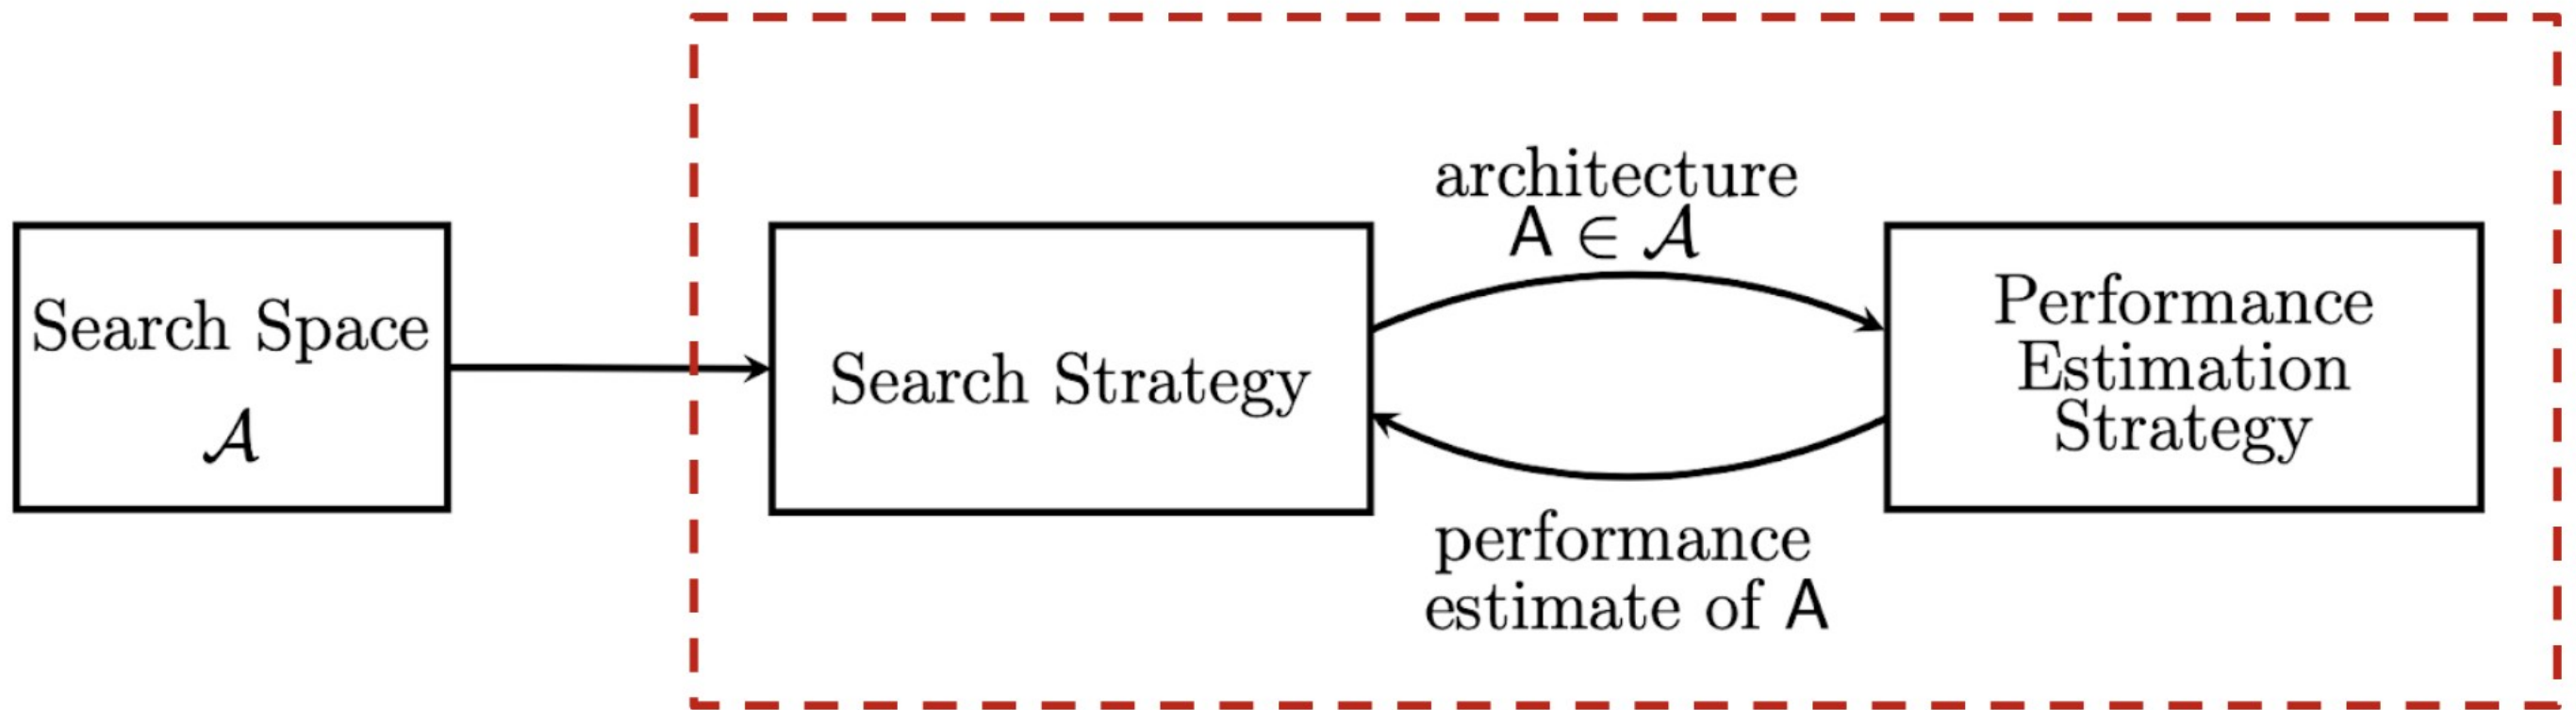 Search Space
𝒜
Search Strategy
architecture
A ∈ 𝒜
performance
estimate of A
Performance
Estimation
Strategy